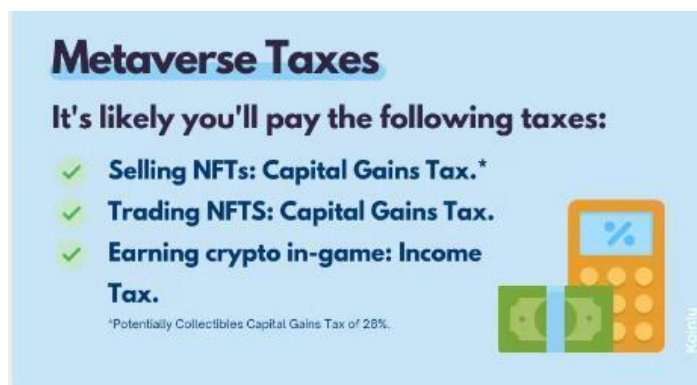 Metaverse Taxes
It's likely you'll pay the following taxes:
Selling NFTs: Capital Gains Tax.*
Trading NFTS: Capital Gains Tax.
Earning crypto in-game: Income
Tax.
*Potentially Collectibles Capital Gains Tax of 28%.
%
Koinly